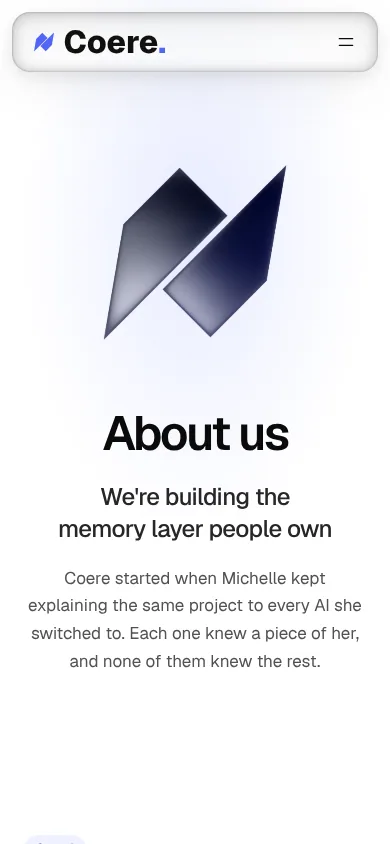 Coere.
About us
We're building the
memory layer people own
Coere started when Michelle kept
explaining the same project to every AI she
switched to. Each one knew a piece of her,
and none of them knew the rest.